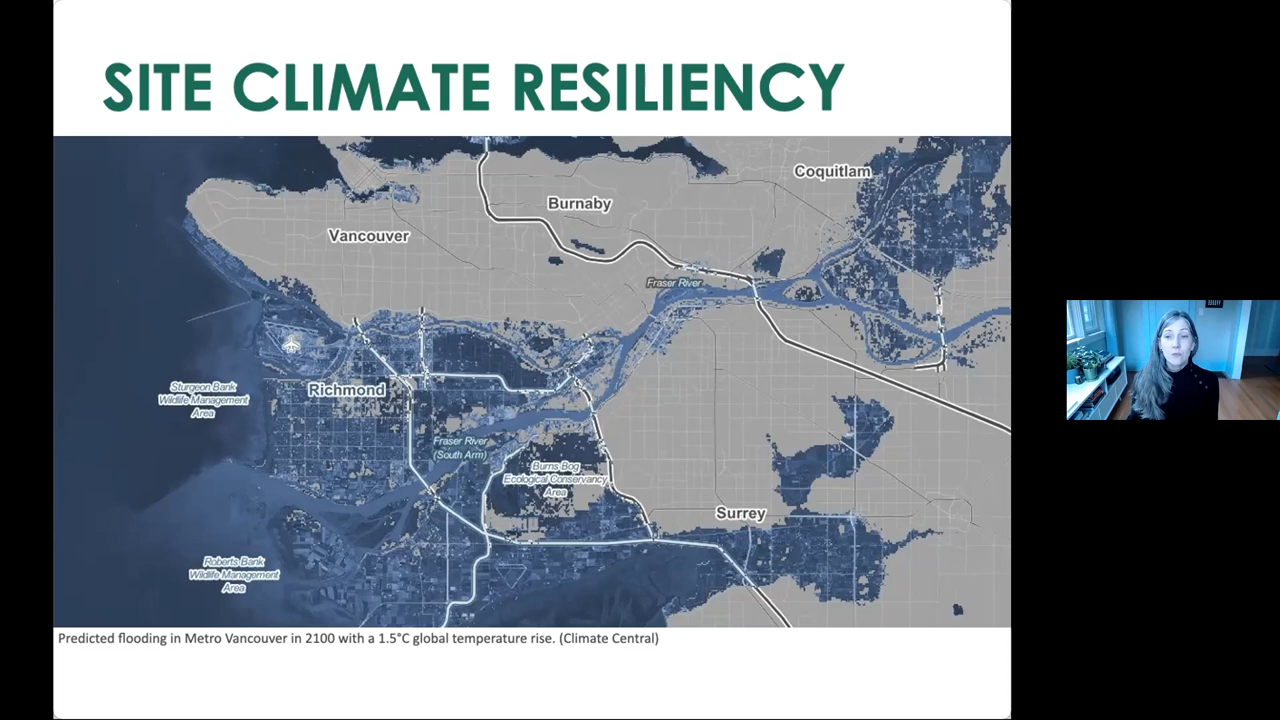 SITE CLIMATE RESILIENCY
Coquitlam
Burnaby
Vancouver
Fraser River
Richmond
Sturgeon Bank
Wildlife Management
Area
Fraser River
(South Arm)
Burns Bog
Ecological Conservancy
Area
Surrey
Roberts Bank
Wildlife Management
Area
Predicted flooding in Metro Vancouver in 2100 with a 1.5°C global temperature rise. (Climate Central)